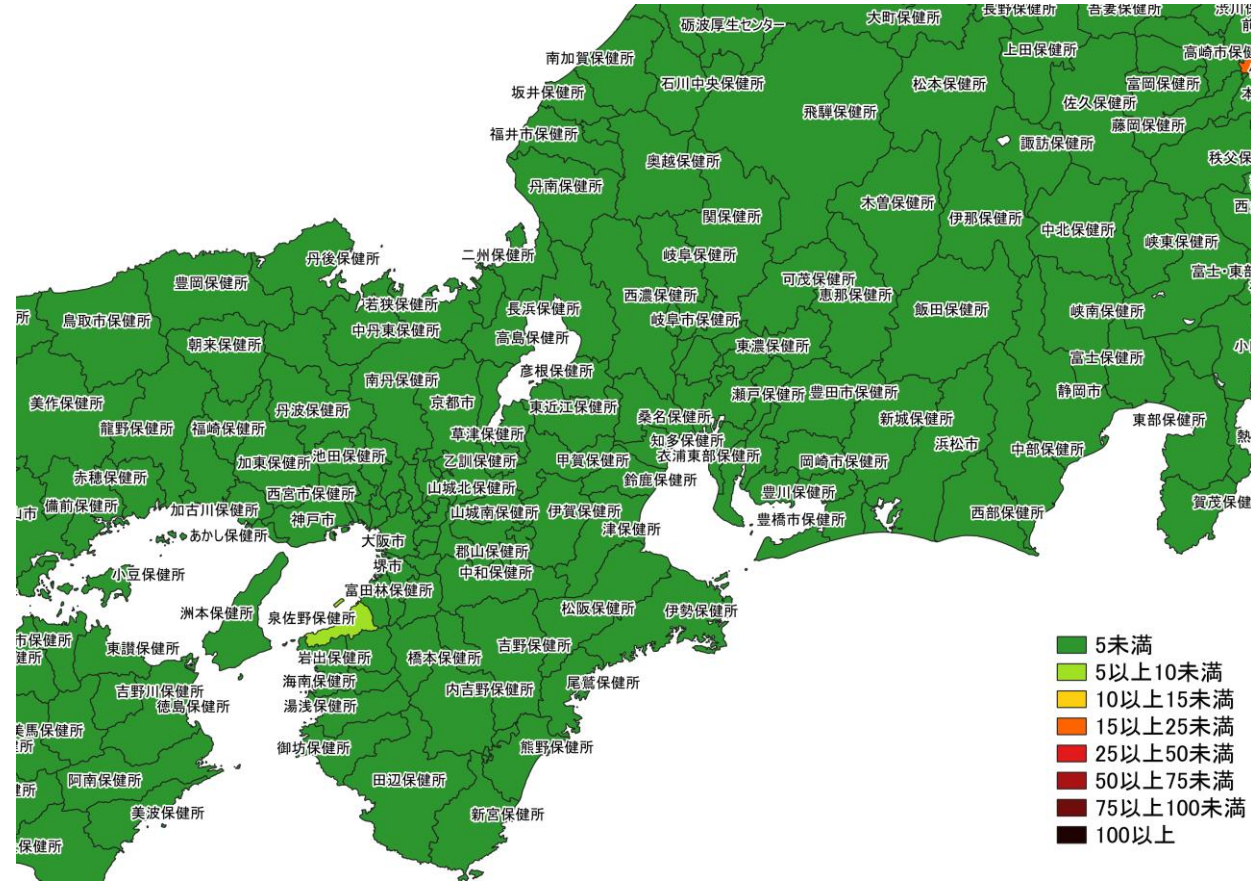 砺波厚生センター
大町保健所
長野保健所
吾妻保健所
南加賀保健所
上田保健所
坂井保健所
石川中央保健所
松本保健所
富岡保健所
佐久保健所
飛騨保健所
藤岡保健所
福井市保健所
諏訪保健所
奥越保健所
丹南保健所
木曽保健所
関保健所
伊那保健所
中北保健所
峡東保健所
丹後保健所
二州保健所
岐阜保健所
豊岡保健所
可茂保健所
恵那保健所
西濃保健所
若狭保健所
長浜保健所
飯田保健所
峡南保健所
鳥取市保健所
岐阜市保健所
中丹東保健所
高島保健所
朝来保健所
東濃保健所
富士保健所
彦根保健所
南丹保健所
瀬戸保健所
豊田市保健所
静岡市
美作保健所
京都市
東近江保健所
丹波保健所
桑名保健所
新城保健所
東部保健所
龍野保健所
福崎保健所
草津保健所
知多保健所
浜松市
中部保健所
加東保健所
池田保健所
乙訓保健所
甲賀保健所
衣浦東部保健所
岡崎市保健所
赤穂保健所
鈴鹿保健所
西宮市保健所
山城北保健所
豊川保健所
賀茂保健
備前保健所
加古川保健所
神戸市
山城南保健所
伊賀保健所
豊橋市保健所
西部保健所
あかし保健所
大阪市
津保健所
郡山保健所
堺市
中和保健所
小豆保健所
富田林保健所
洲本保健所
泉佐野保健所
松阪保健所
伊勢保健所
東讃保健所
吉野保健所
岩出保健所
橋本保健所
海南保健所
尾鷲保健所
吉野川保健所
内吉野保健所
徳島保健所
湯浅保健所
美馬保健所
御坊保健所
熊野保健所
阿南保健所
田辺保健所
美波保健所
新宮保健所
5未満
5以上10未満
10以上15未満
15以上25未満
25以上50未満
50以上75未満
75以上100未満
100以上